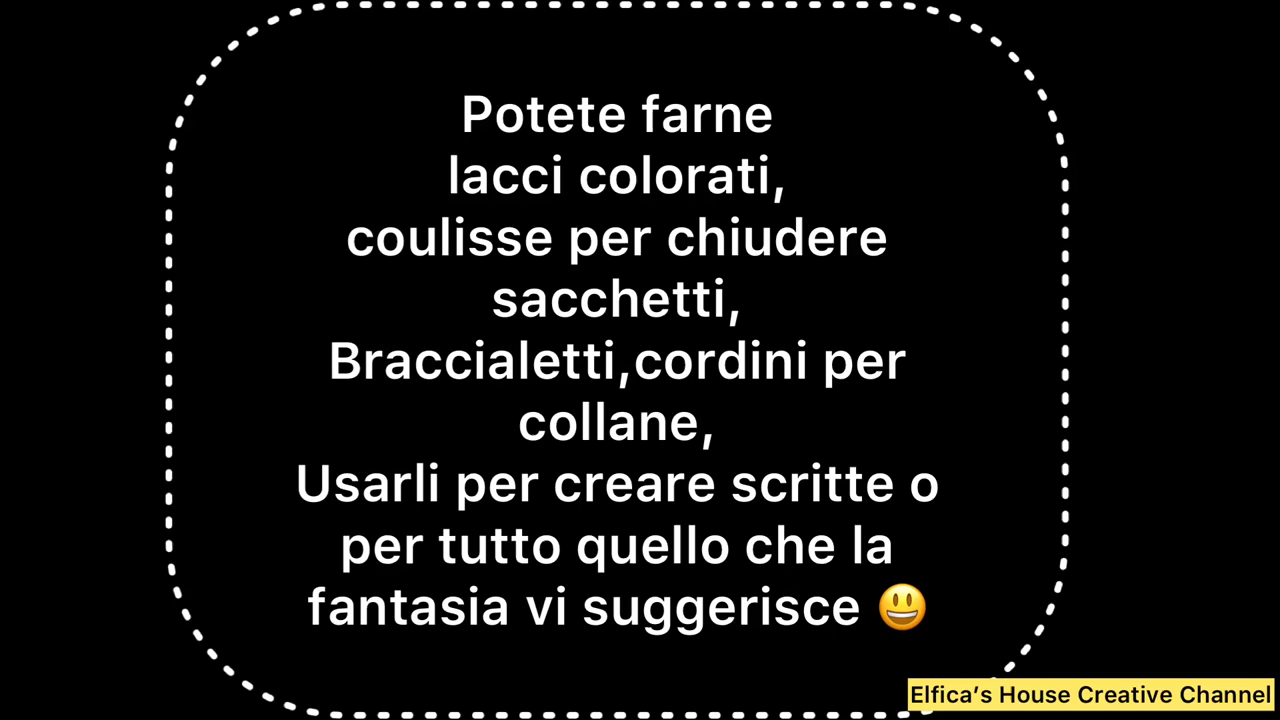 Potete farne
lacci colorati,
coulisse per chiudere
sacchetti,
Braccialetti,cordini per
collane,
Usarli per creare scritte o
per tutto quello che la
fantasia vi suggerisce 😃
Elfica’s House Creative Channel